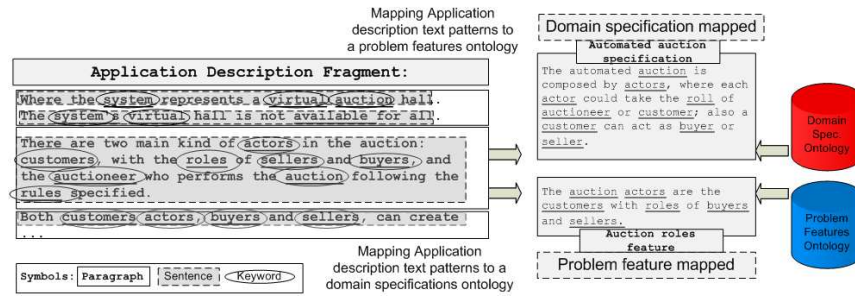 Mapping Application
description text patterns to
a problem features ontology
Application Description Fragment:
Where the system represents a virtual auction hall.
The system's virtual hall is not available for all.
There are two main kind of actors in the auction:
customers, with the roles of sellers and buyers, and
the auctioneer who performs the auction following the
rules specified.
Both customers actors, buyers and sellers, can create
...
Mapping Application
description text patterns to a
domain specifications ontology
Symbols: Paragraph Sentence Keyword
Domain specification mapped
Automated auction
specification
The automated auction is
composed by actors, where each
actor could take the roll of
auctioneer or customer; also a
customer can act as buyer or
seller.
The auction actors are the
customers with roles of buyers
and sellers.
Auction roles
feature
Problem feature mapped
Domain
Spec.
Ontology
Problem
Features
Ontology